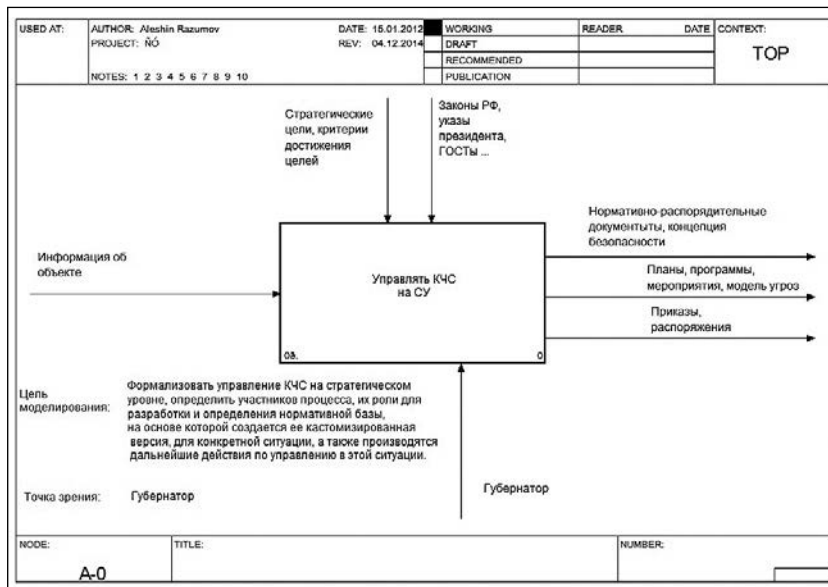 USED AT:
AUTHOR: Aleshin Razumov
DATE: 15.01.2012
WORKING
READER
DATE
CONTEXT:
PROJECT: ÑÓ
REV: 04.12.2014
DRAFT
TOP
RECOMMENDED
NOTES: 1 2 3 4 5 6 7 8 9 10
PUBLICATION
Стратегические
цели, критерии
достижения
целей
Законы РФ,
указы
президента,
ГОСТы ...
Информация об
объекте
Управлять КЧС
на СУ
0
Нормативно-распорядительные
документыты, концепция
безопасности
Планы, программы,
мероприятия, модель угроз
Приказы,
распоряжения
Цель
моделирования:
Формализовать управление КЧС на стратегическом
уровне, определить участников процесса, их роли для
разработки и определения нормативной базы,
на основе которой создается ее кастомизированная
версия, для конкретной ситуации, а также производятся
дальнейшие действия по управлению в этой ситуации.
Точка зрения:
Губернатор
Губернатор
NODE:
TITLE:
NUMBER:
A-0